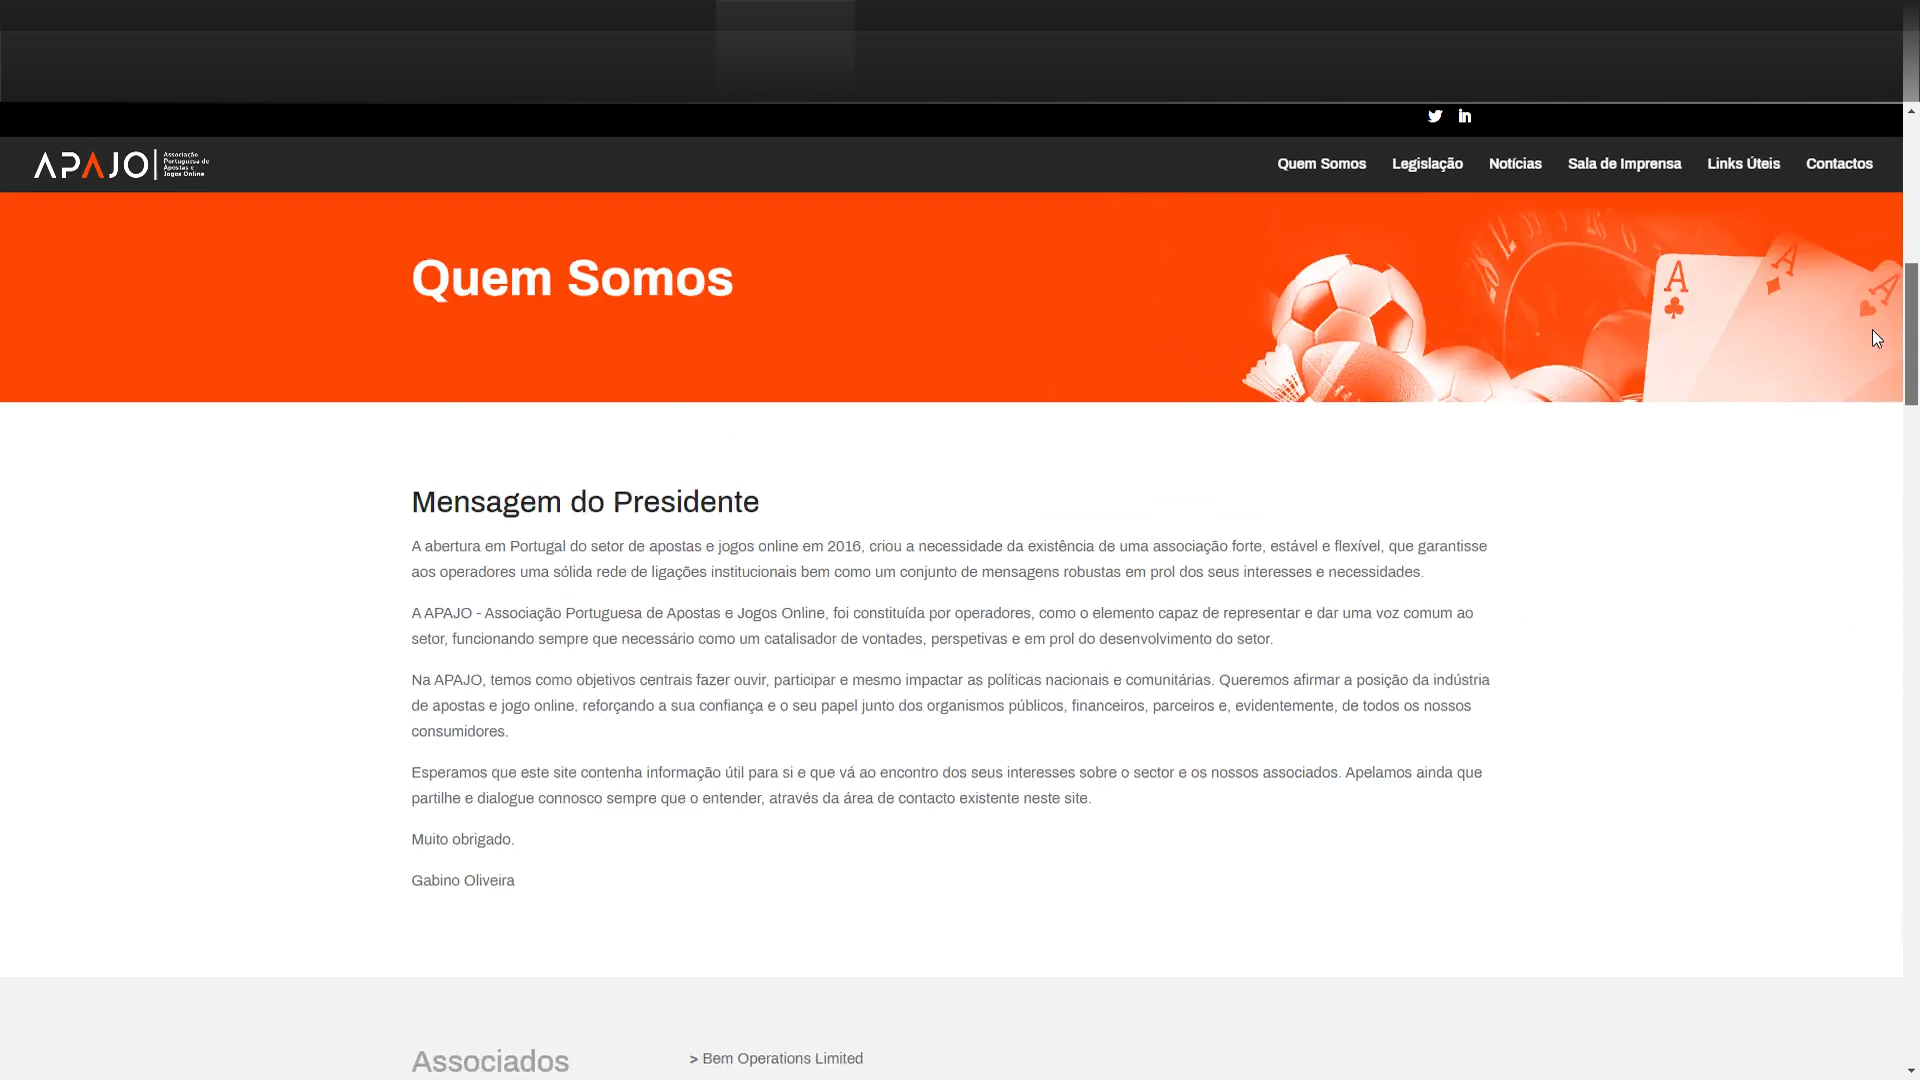 APAJO
Associação
Portuguesa de
Apostas e
Jogos Online
Quem Somos Legislação Notícias Sala de Imprensa Links Úteis Contactos
Quem Somos
A
A
A
Mensagem do Presidente
A abertura em Portugal do setor de apostas e jogos online em 2016, criou a necessidade da existência de uma associação forte, estável e flexível, que garantisse
aos operadores uma sólida rede de ligações institucionais bem como um conjunto de mensagens robustas em prol dos seus interesses e necessidades.
A APAJO - Associação Portuguesa de Apostas e Jogos Online, foi constituída por operadores, como o elemento capaz de representar e dar uma voz comum ao
setor, funcionando sempre que necessário como um catalisador de vontades, perspetivas e em prol do desenvolvimento do setor.
Na APAJO, temos como objetivos centrais fazer ouvir, participar e mesmo impactar as políticas nacionais e comunitárias. Queremos afirmar a posição da indústria
de apostas e jogo online, reforçando a sua confiança e o seu papel junto dos organismos públicos, financeiros, parceiros e, evidentemente, de todos os nossos
consumidores.
Esperamos que este site contenha informação útil para si e que vá ao encontro dos seus interesses sobre o sector e os nossos associados. Apelamos ainda que
partilhe e dialogue connosco sempre que o entender, através da área de contacto existente neste site.
Muito obrigado.
Gabino Oliveira
Associados
> Bem Operations Limited